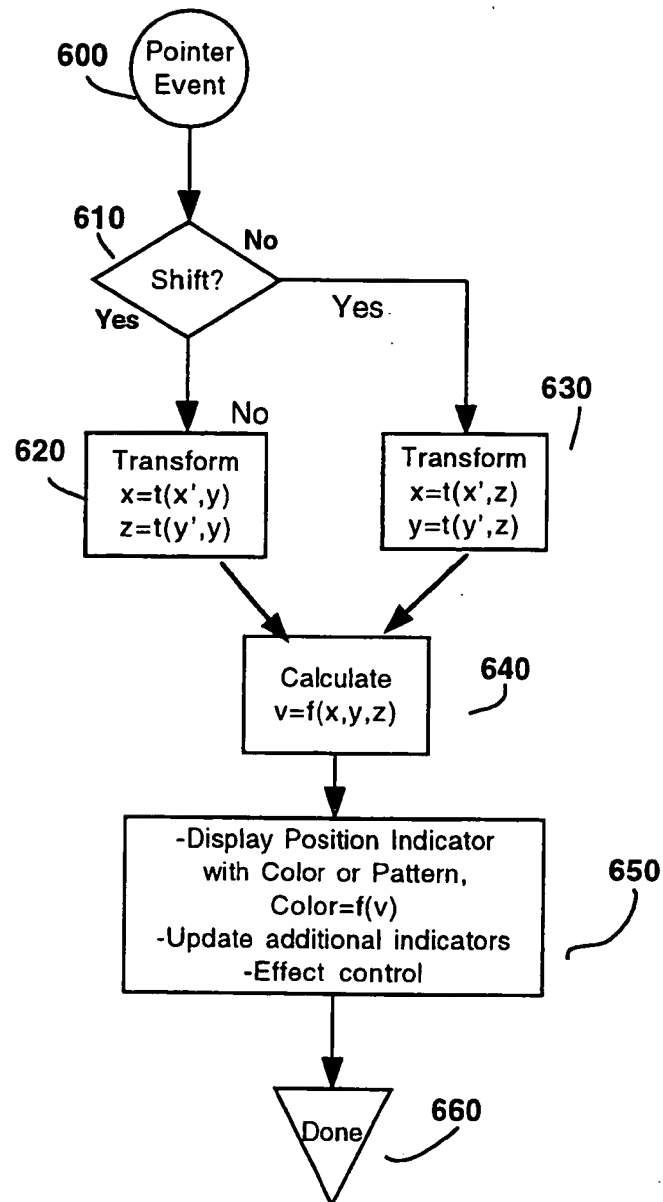 600
Pointer
Event
610
No
Shift?
Yes
Yes
No
620
Transform
x=t(x',y)
z=t(y',y)
630
Transform
x=t(x',z)
y=t(y',z)
640
Calculate
v=f(x,y,z)
650
-Display Position Indicator
with Color or Pattern,
Color=f(v)
-Update additional indicators
-Effect control
660
Done